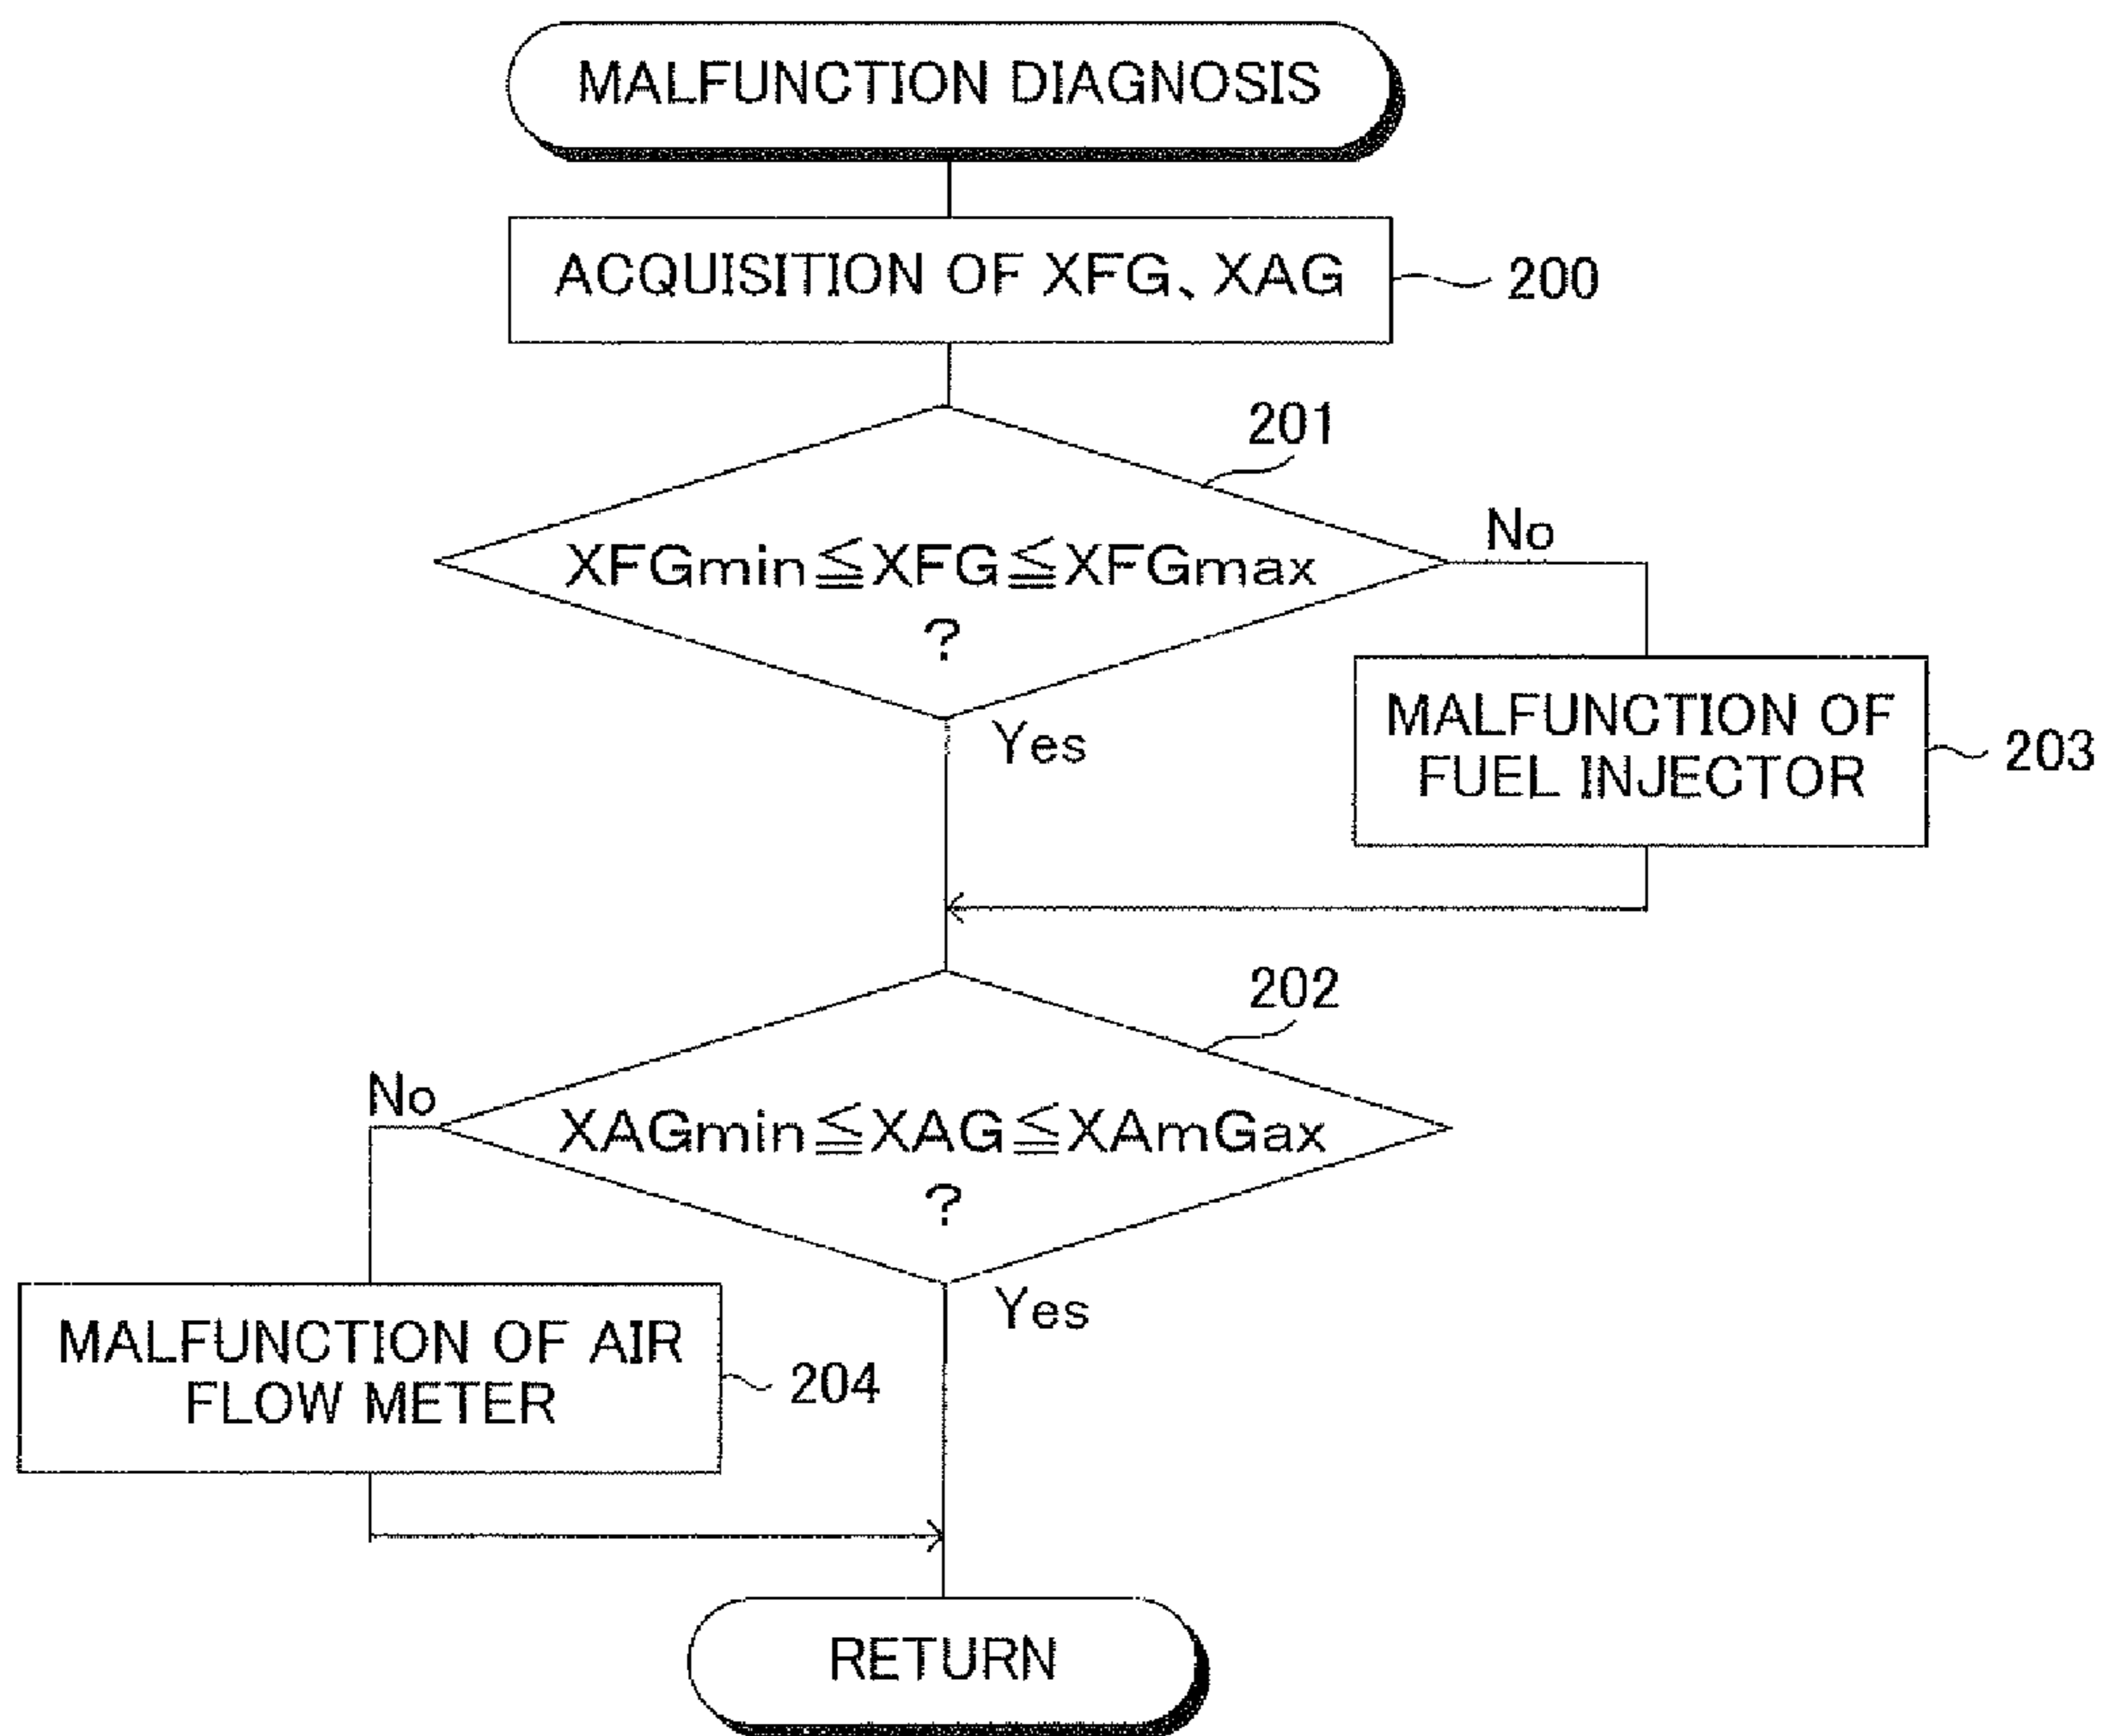 MALFUNCTION DIAGNOSIS
ACQUISITION OF XFG、XAG
200
201
XFGmin≦XFG≦XFGmax
?
No
Yes
MALFUNCTION OF
FUEL INJECTOR
203
202
XAGmin≦XAG≦XAmGax
?
No
Yes
MALFUNCTION OF AIR
FLOW METER
204
RETURN